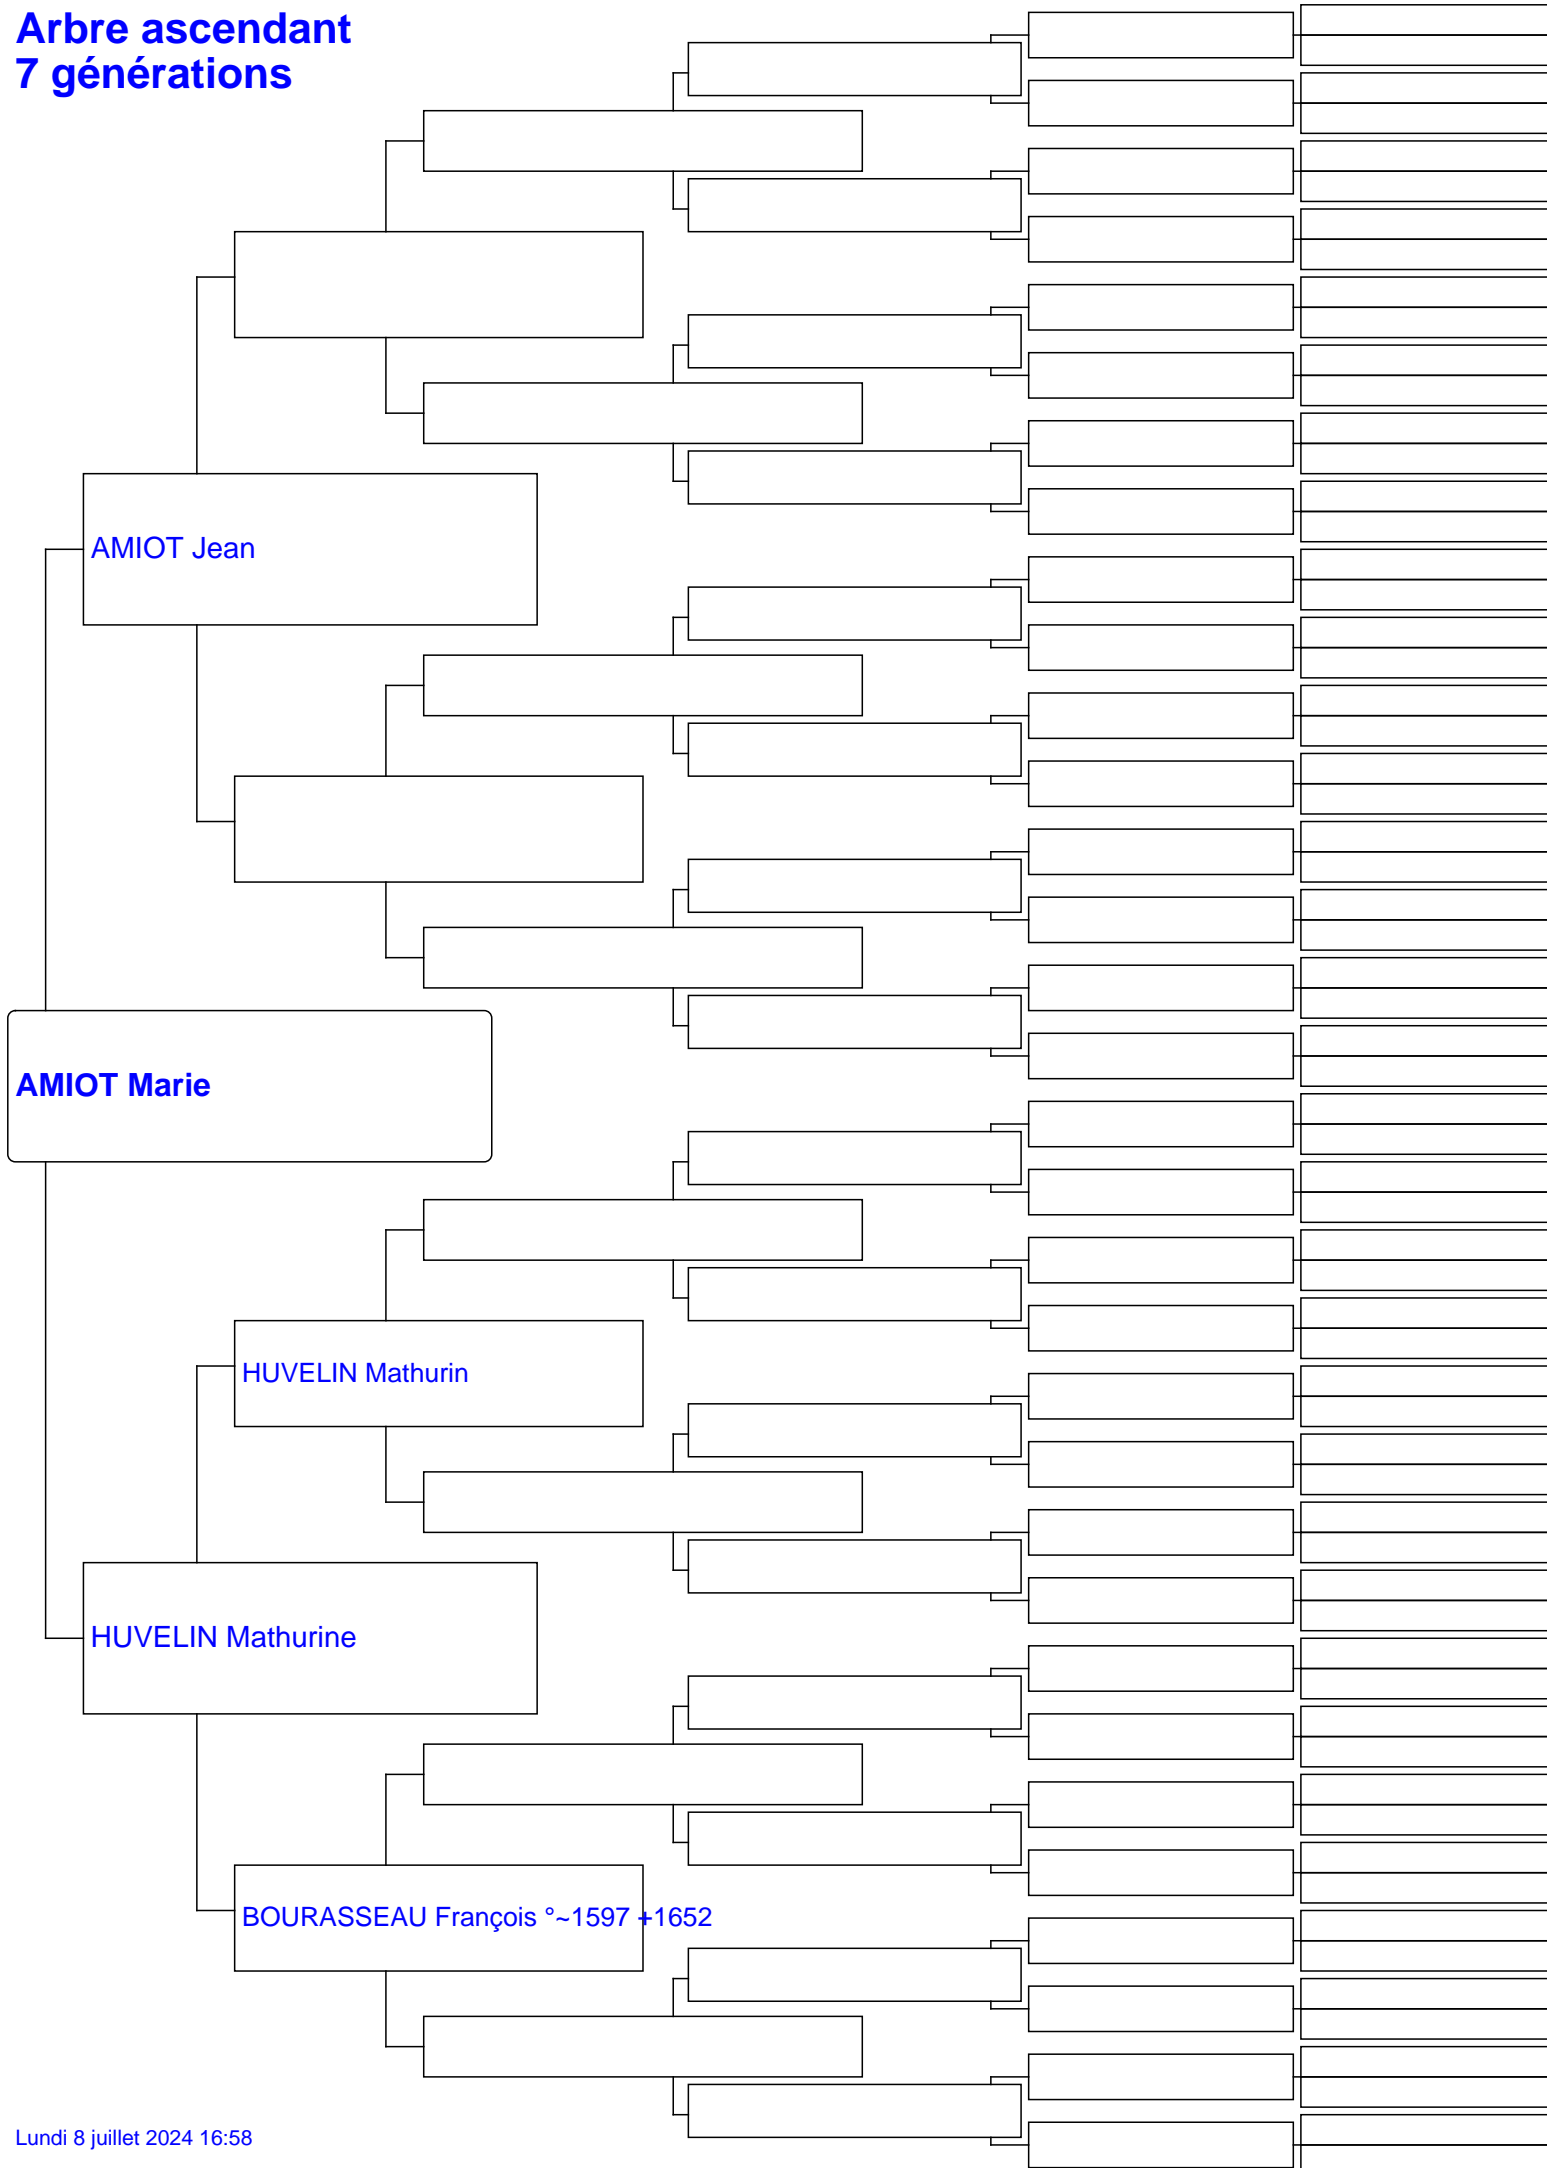 Arbre ascendant
7 générations
AMIOT Jean
AMIOT Marie
HUVELIN Mathurin
HUVELIN Mathurine
BOURASSEAU François °~1597 +1652
Lundi 8 juillet 2024 16:58